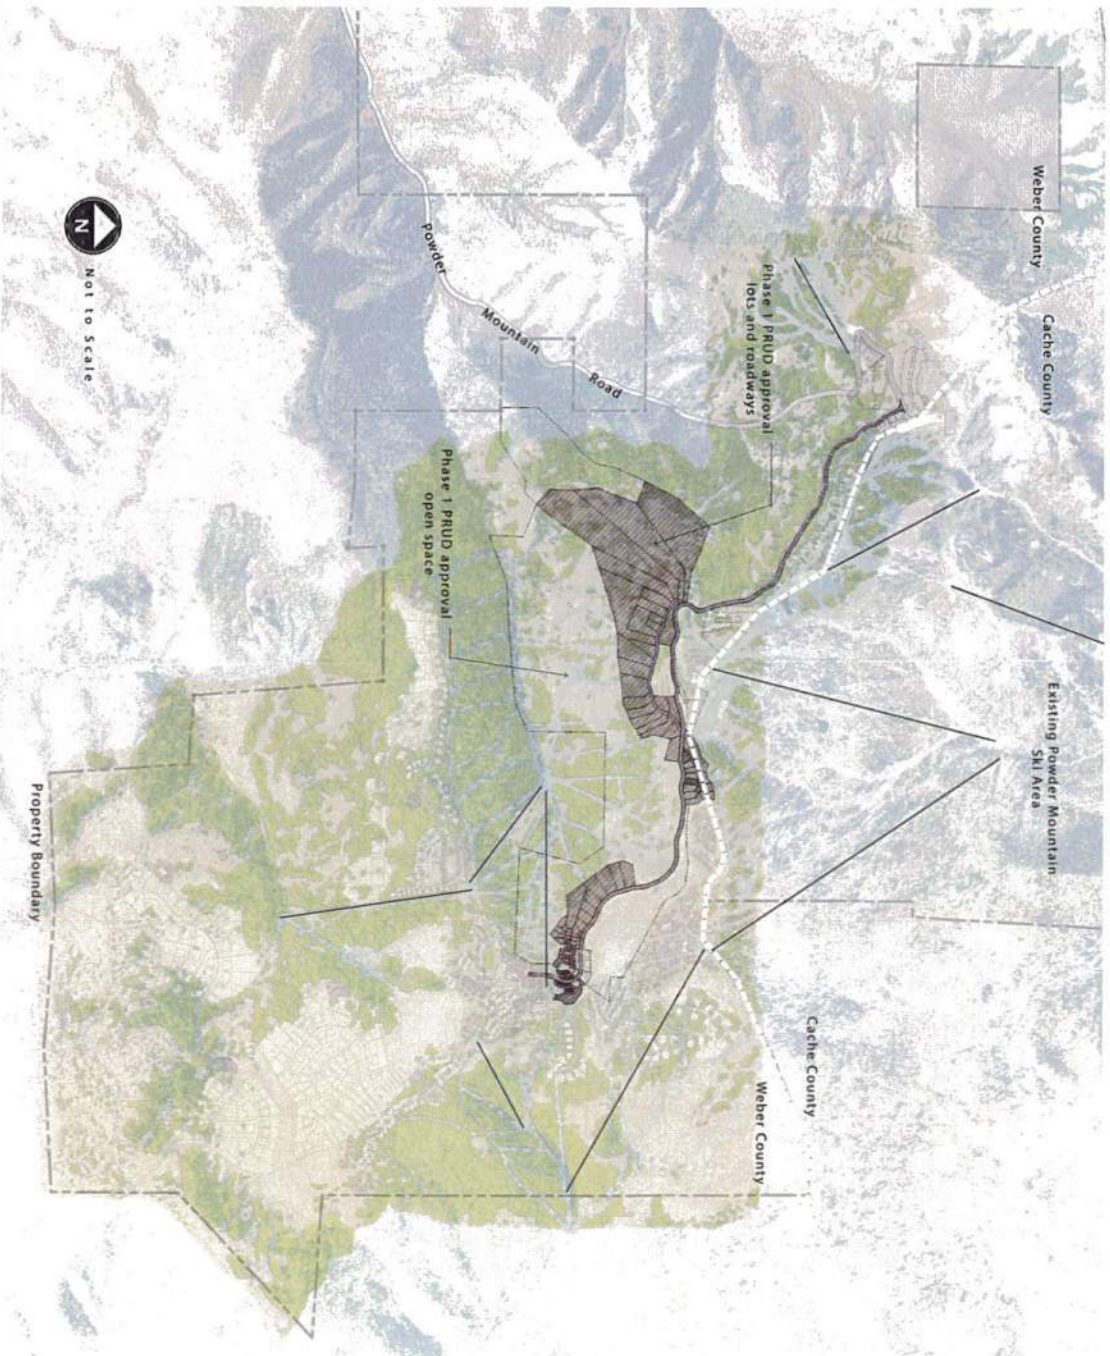 Weber County
Cache County
Existing Powder Mountain
Ski Area
Cache County
Weber County
Phase 1 PRUD approval
lots and roadways
Powder
Mountain
Road
Phase 1 PRUD approval
open space
N
Not to Scale
Property Boundary